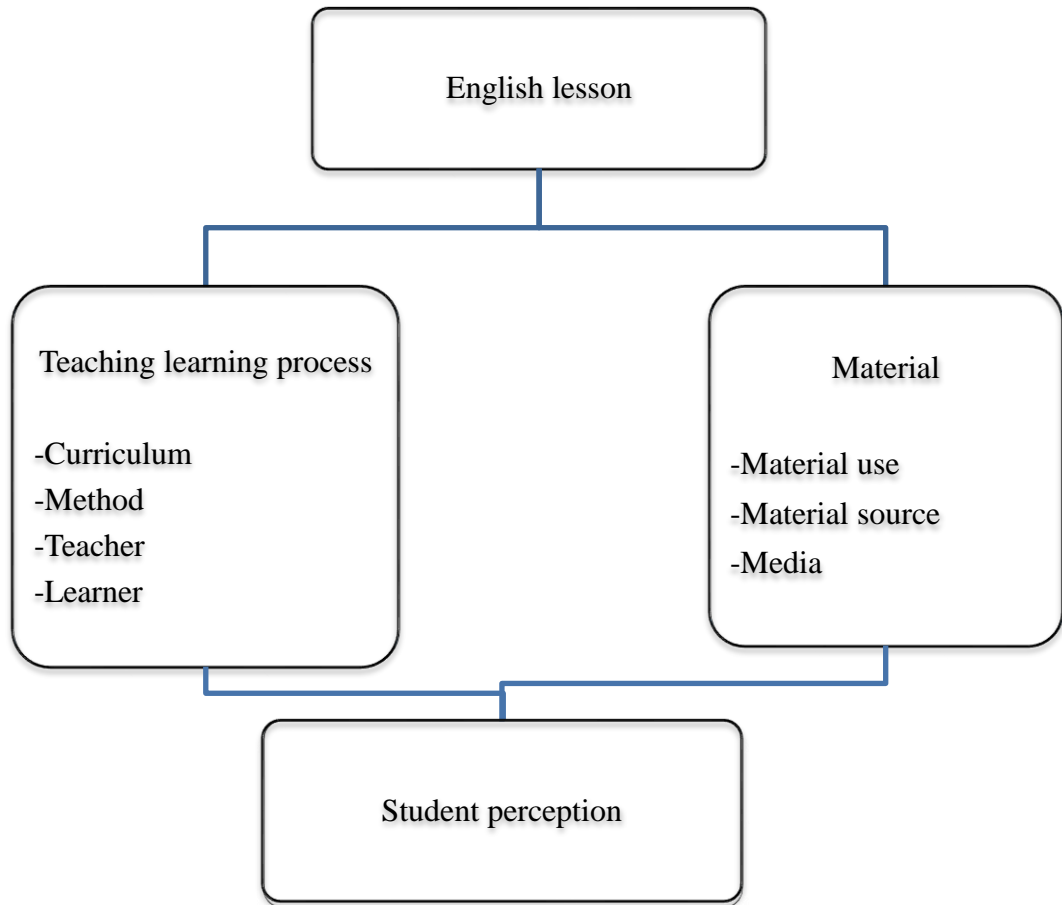 English lesson
Teaching learning process
-Curriculum
-Method
-Teacher
-Learner
Material
-Material use
-Material source
-Media
Student perception